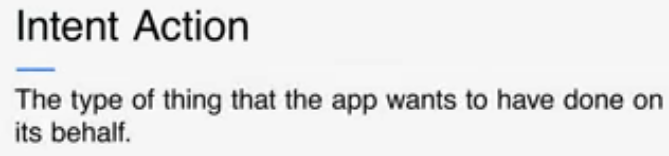 Intent Action
The type of thing that the app wants to have done on
its behalf.